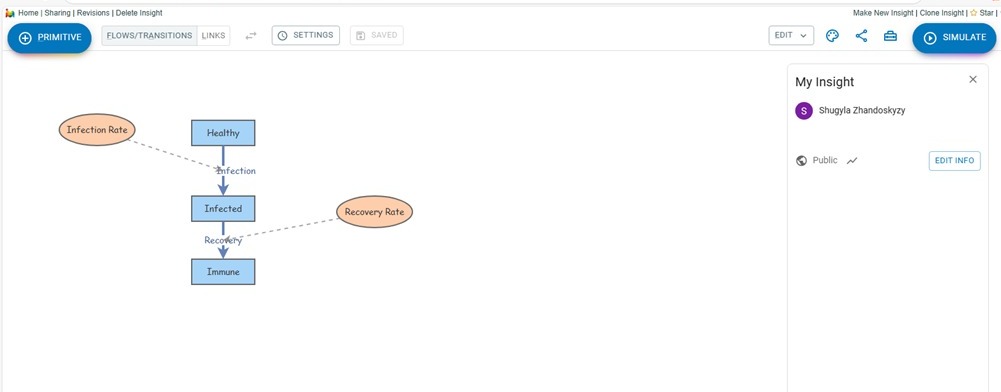 Home | Sharing | Revisions | Delete Insight
Make New Insight | Clone Insight | Star |
PRIMITIVE
FLOWS/TRANSITIONS
LINKS
SETTINGS
SAVED
EDIT
SIMULATE
My Insight
S
Shugyla Zhandoskyzy
Public
EDIT INFO
Infection Rate
Healthy
Infection
Infected
Recovery Rate
Recovery
Immune